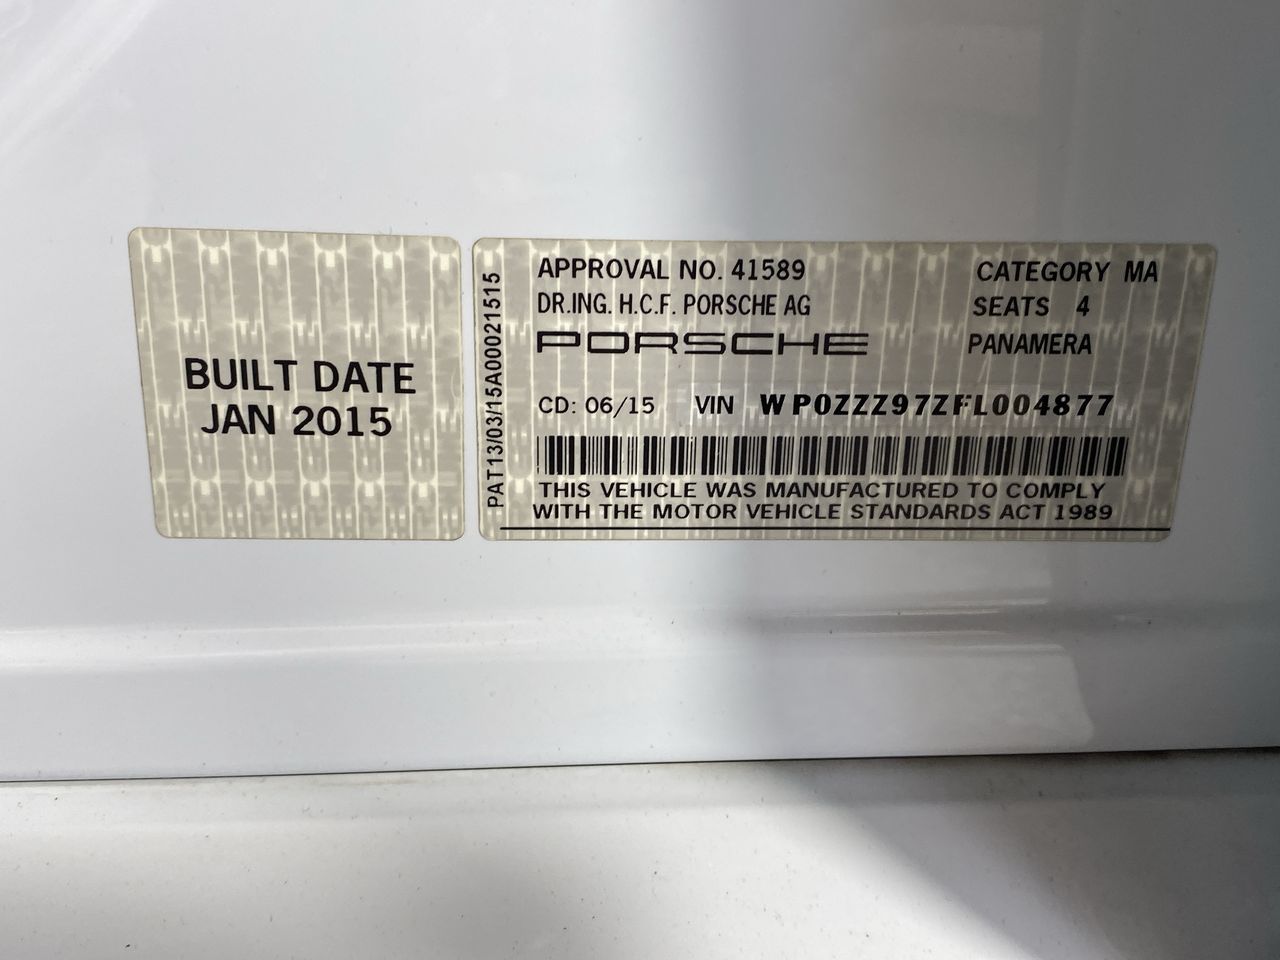 BUILT DATE
JAN 2015
PAT13/03/15A00021515
APPROVAL NO. 41589 CATEGORY MA
DR.ING. H.C.F. PORSCHE AG SEATS 4
PORSCHE PANAMERA
CD: 06/15 VIN WP0ZZZ97ZFL004877
THIS VEHICLE WAS MANUFACTURED TO COMPLY
WITH THE MOTOR VEHICLE STANDARDS ACT 1989